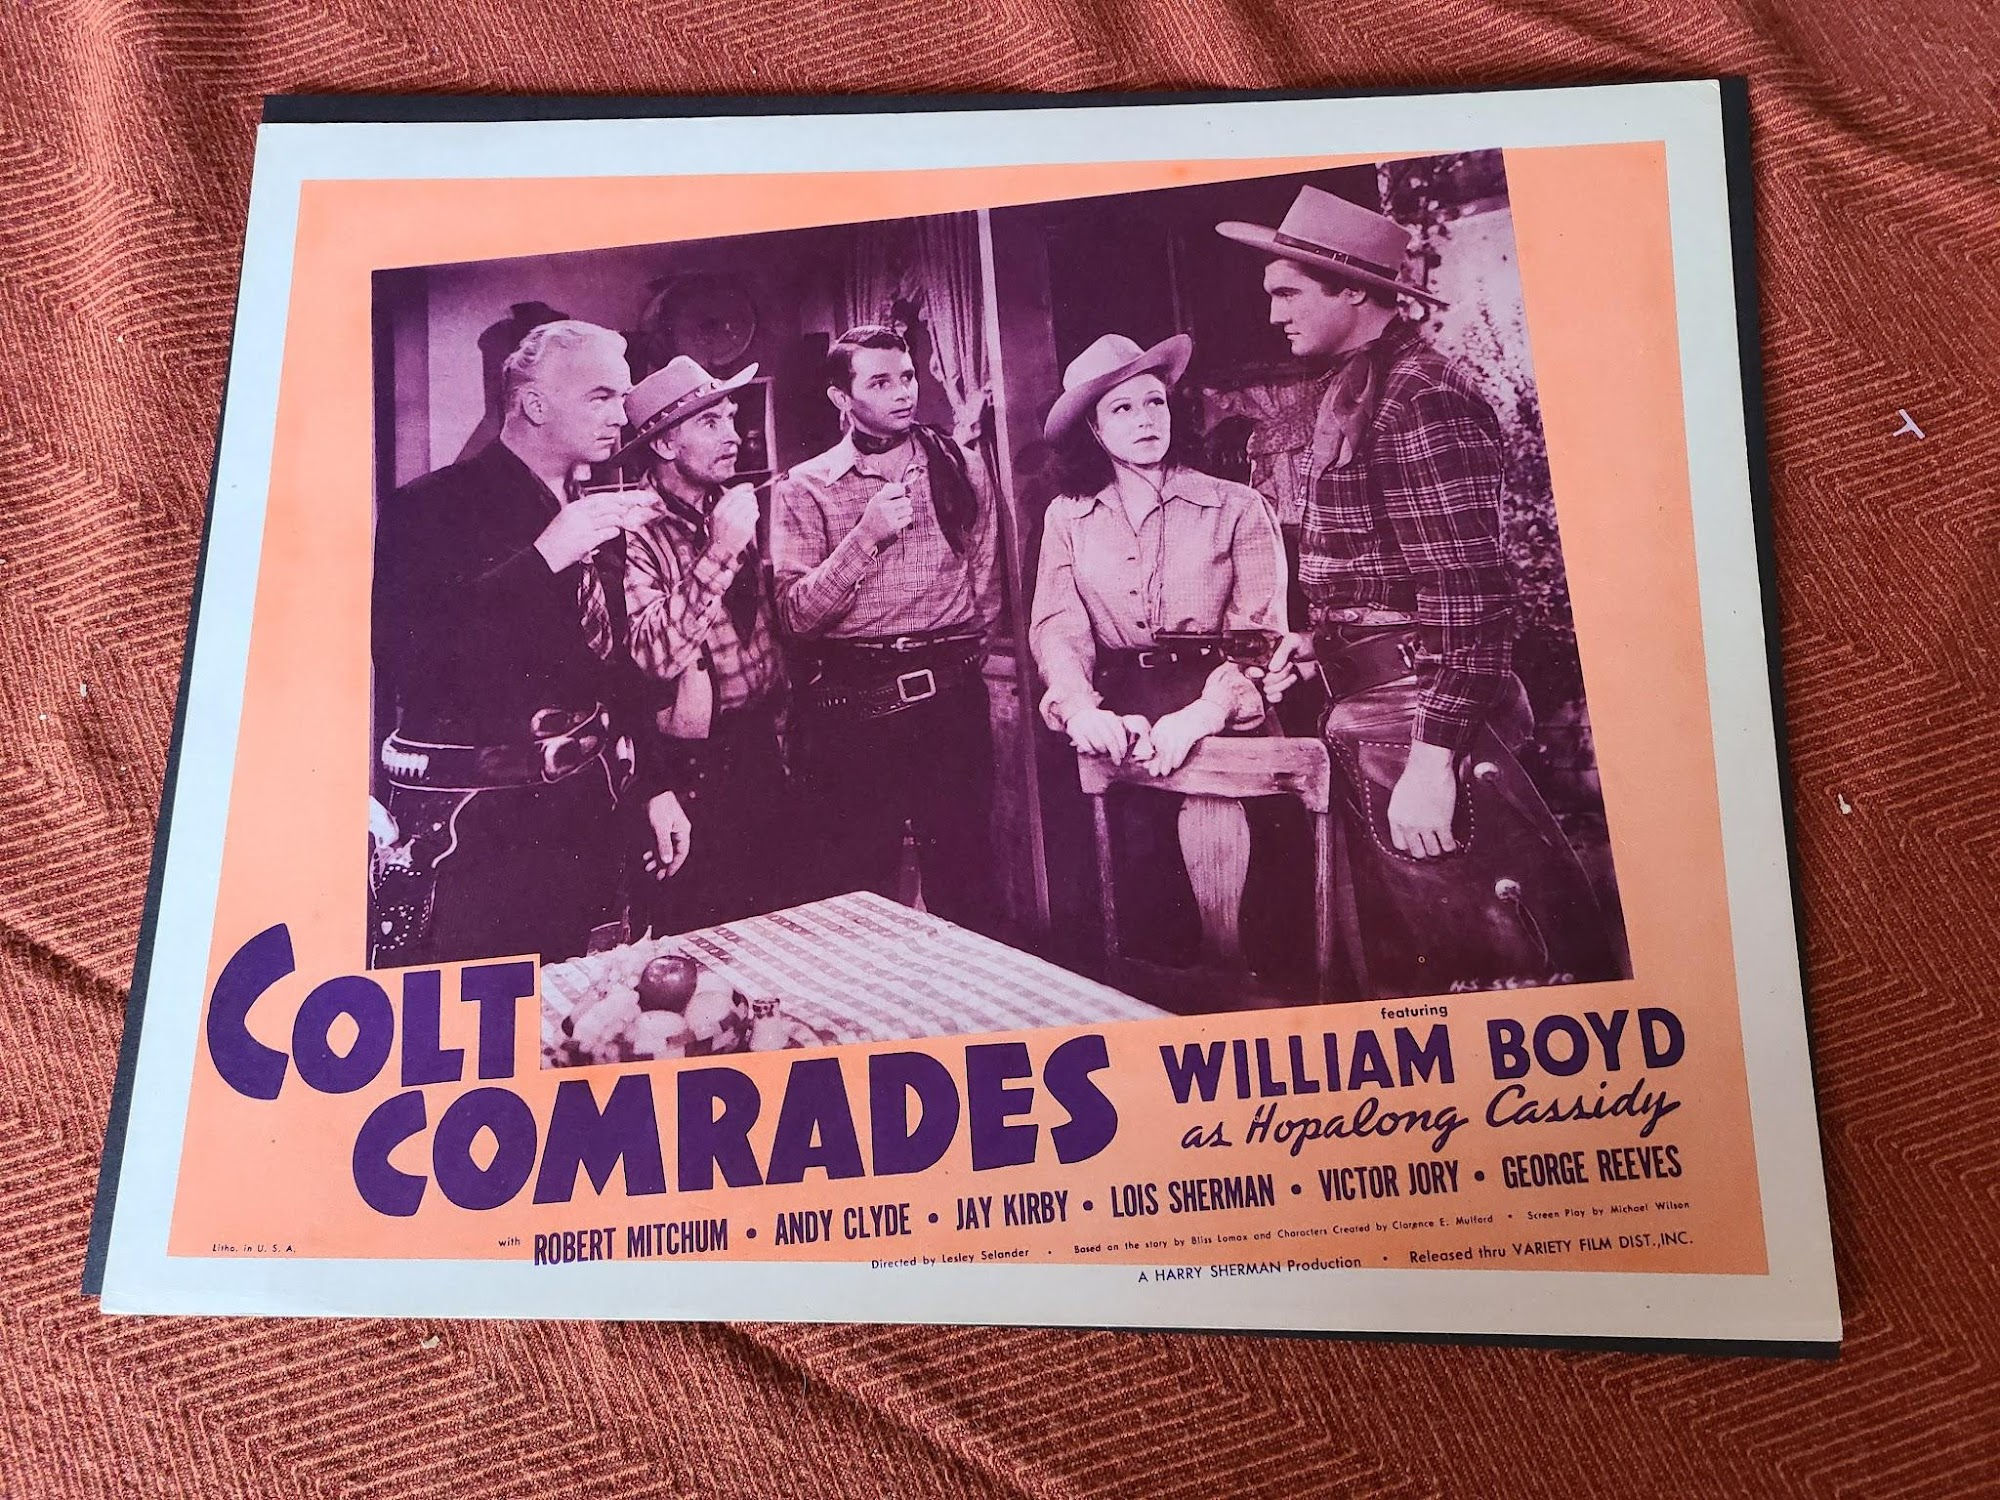 COLT
COMRADES
featuring
WILLIAM BOYD
as Hopalong Cassidy
with ROBERT MITCHUM • ANDY CLYDE • JAY KIRBY • LOIS SHERMAN • VICTOR JORY • GEORGE REEVES
Directed by Lesley Selander • Based on the story by Bliss Lomax and Characters Created by Clarence E. Mulford • Screen Play by Michael Wilson
A HARRY SHERMAN Production • Released thru VARIETY FILM DIST., INC.
Litho. in U. S. A.